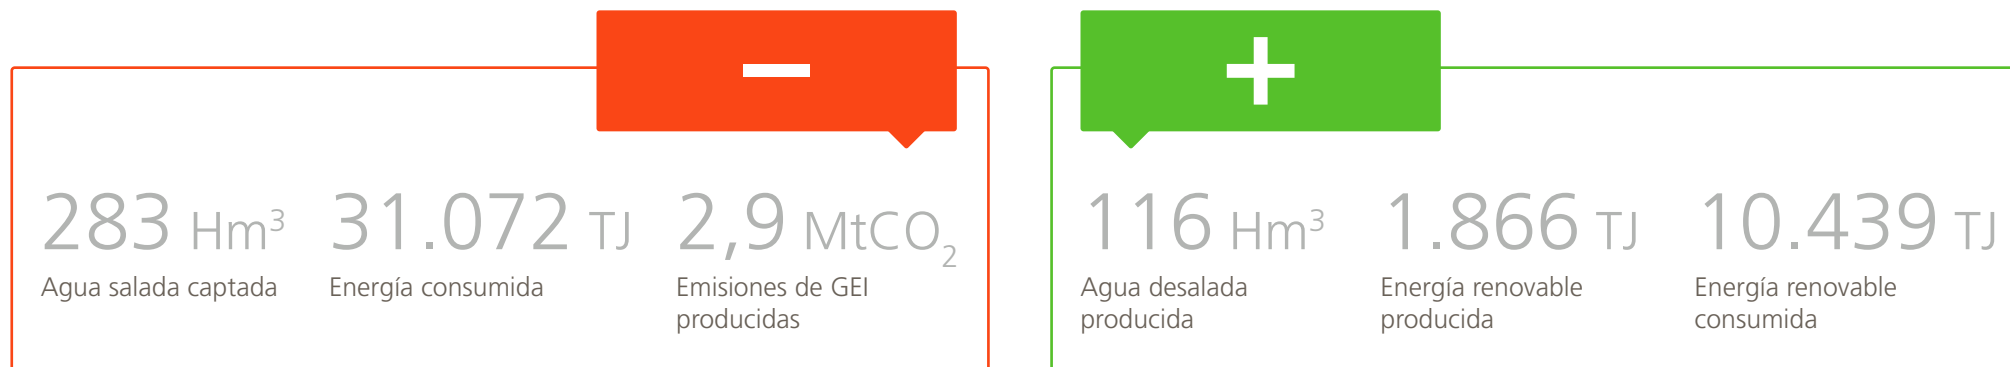 −
+
283 Hm³
31.072 TJ
2,9 MtCO₂
116 Hm³
1.866 TJ
10.439 TJ
Agua salada captada
Energía consumida
Emisiones de GEI
producidas
Agua desalada
producida
Energía renovable
producida
Energía renovable
consumida